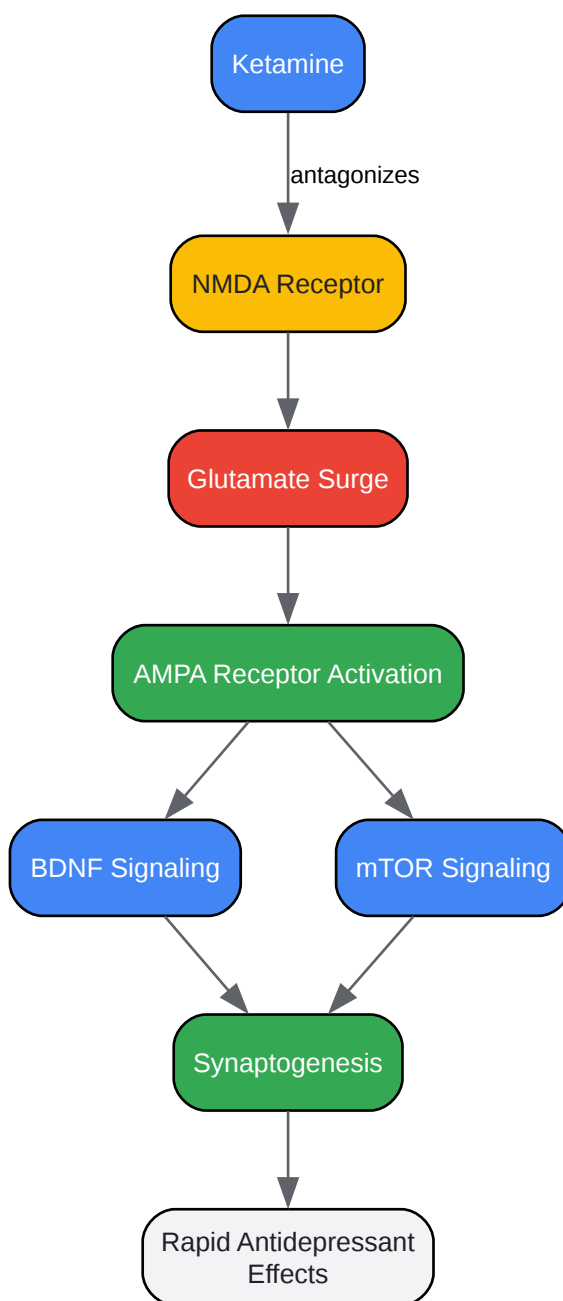 Ketamine
antagonizes
NMDA Receptor
Glutamate Surge
AMPA Receptor Activation
BDNF Signaling
mTOR Signaling
Synaptogenesis
Rapid Antidepressant
Effects